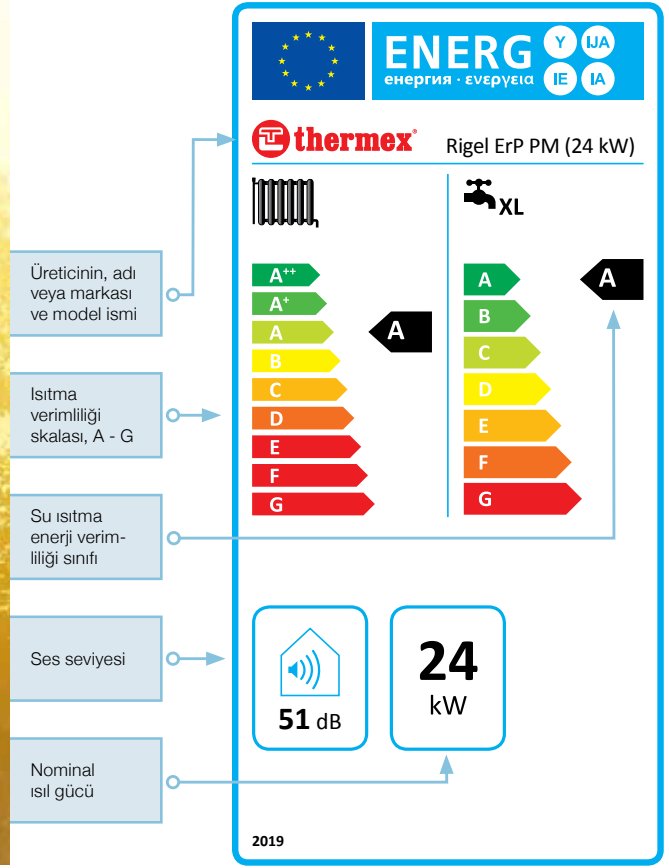 ENERG
енергия · ενεργεια
Y
IJA
IE
IA
thermex®
Rigel ErP PM (24 kW)
XL
Üreticinin, adı
veya markası
ve model ismi
A++
A+
A
B
C
D
E
F
G
A
A
B
C
D
E
F
G
A
Isıtma
verimliliği
skalası, A - G
Su ısıtma
enerji verim-
liliği sınıfı
Ses seviyesi
51 dB
24
kW
Nominal
ısıl gücü
2019